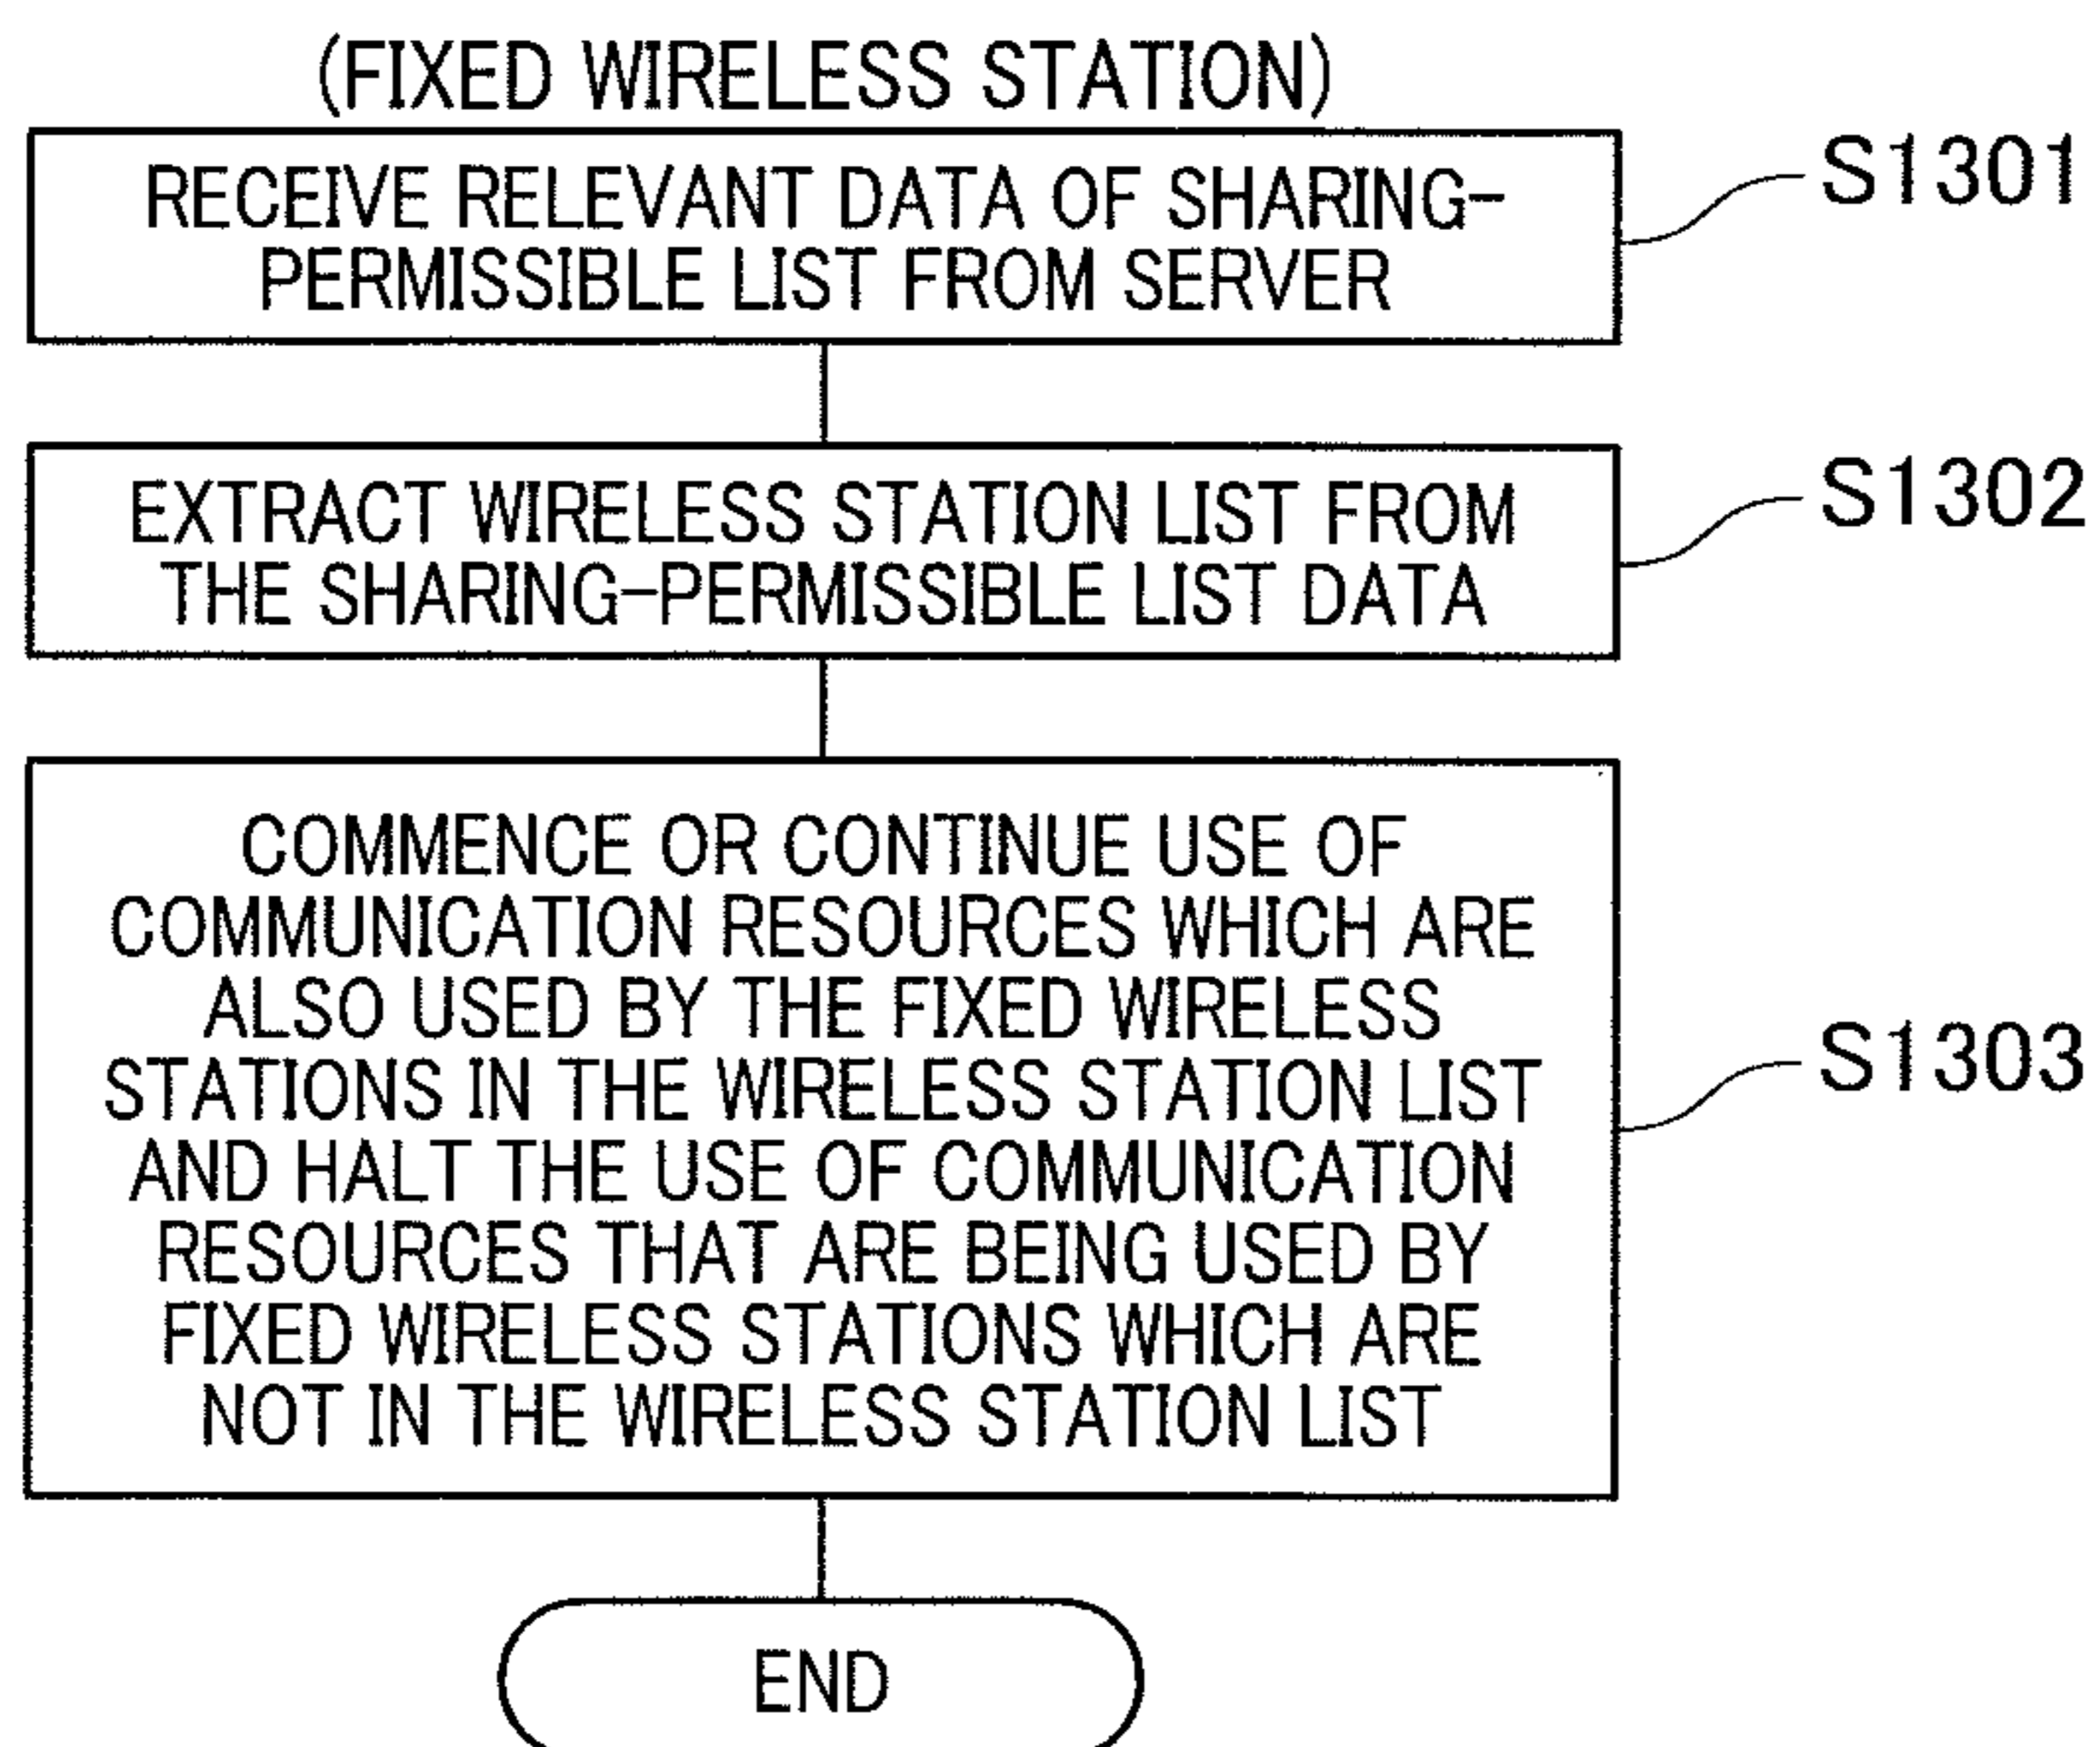 (FIXED WIRELESS STATION)
RECEIVE RELEVANT DATA OF SHARING-
PERMISSIBLE LIST FROM SERVER
S1301
EXTRACT WIRELESS STATION LIST FROM
THE SHARING-PERMISSIBLE LIST DATA
S1302
COMMENCE OR CONTINUE USE OF
COMMUNICATION RESOURCES WHICH ARE
ALSO USED BY THE FIXED WIRELESS
STATIONS IN THE WIRELESS STATION LIST
AND HALT THE USE OF COMMUNICATION
RESOURCES THAT ARE BEING USED BY
FIXED WIRELESS STATIONS WHICH ARE
NOT IN THE WIRELESS STATION LIST
S1303
END